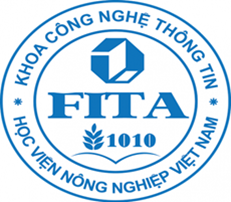 KHOA CÔNG NGHỆ THÔNG TIN
FITA
1010
HỌC VIỆN NÔNG NGHIỆP VIỆT NAM